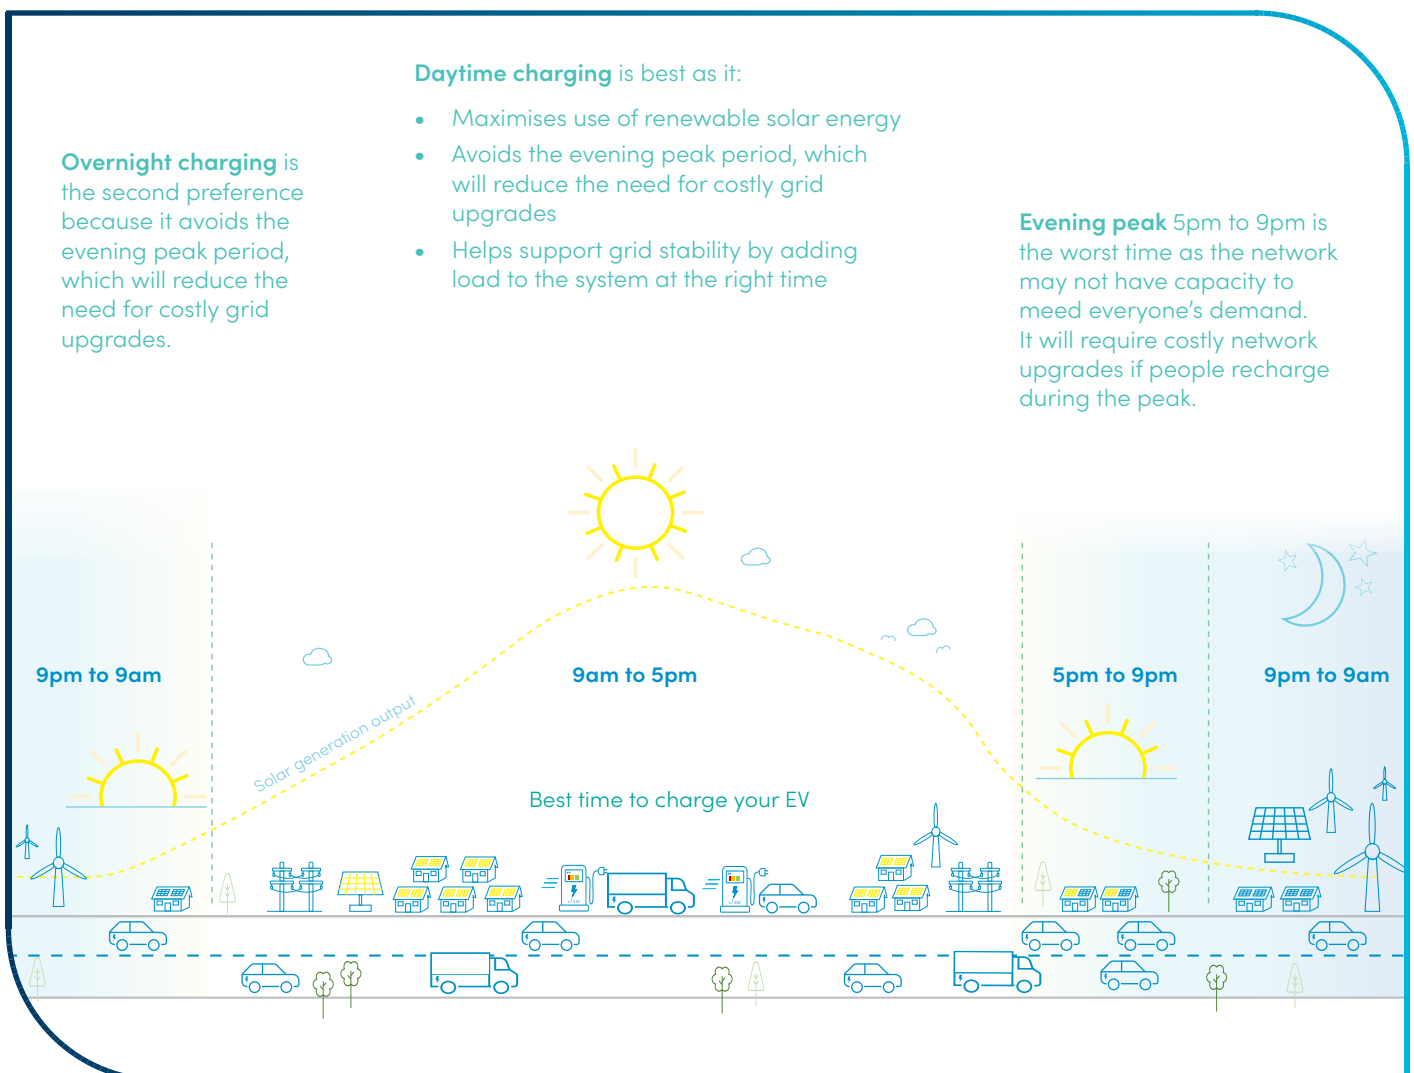 Daytime charging is best as it:
• Maximises use of renewable solar energy
• Avoids the evening peak period, which
will reduce the need for costly grid
upgrades
• Helps support grid stability by adding
load to the system at the right time
Overnight charging is
the second preference
because it avoids the
evening peak period,
which will reduce the
need for costly grid
upgrades.
Evening peak 5pm to 9pm is
the worst time as the network
may not have capacity to
meed everyone’s demand.
It will require costly network
upgrades if people recharge
during the peak.
9pm to 9am
9am to 5pm
5pm to 9pm
9pm to 9am
Solar generation output
Best time to charge your EV